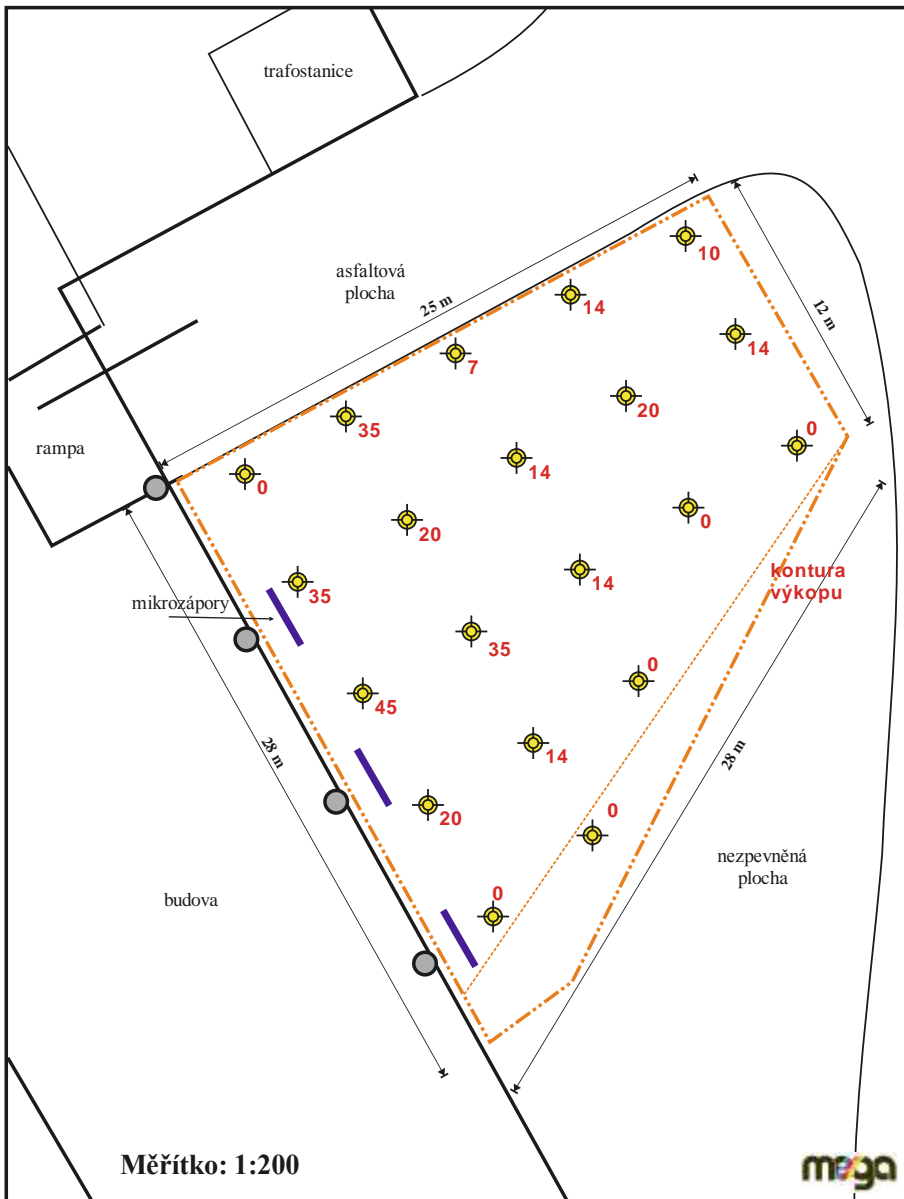 trafostanice
asfaltová
plocha
25 m
12 m
10
14
14
7
35
20
0
rampa
0
14
20
0
35
kontura
výkopu
14
mikrozápory
35
0
45
28 m
14
28 m
20
0
nezpevněná
plocha
0
budova
Měřítko: 1:200
mega